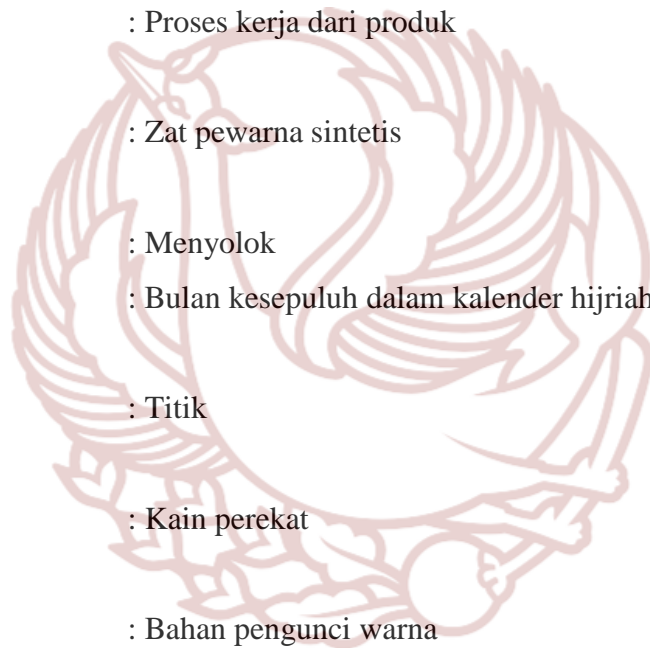 : Proses kerja dari produk
: Zat pewarna sintetis
: Menyolok
: Bulan kesepuluh dalam kalender hijriah
: Titik
: Kain perekat
: Bahan pengunci warna